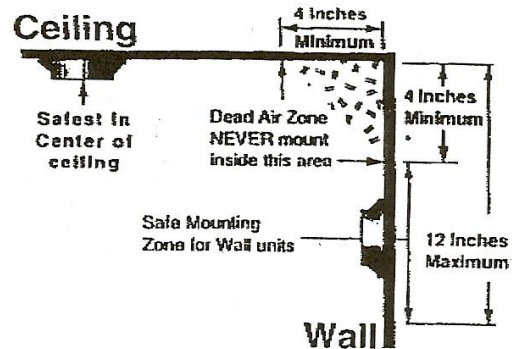 Ceiling
4 Inches
Minimum
Safest In
Center of
ceiling
Dead Air Zone
NEVER mount
inside this area
4 Inches
Minimum
Safe Mounting
Zone for Wall units
12 Inches
Maximum
Wall